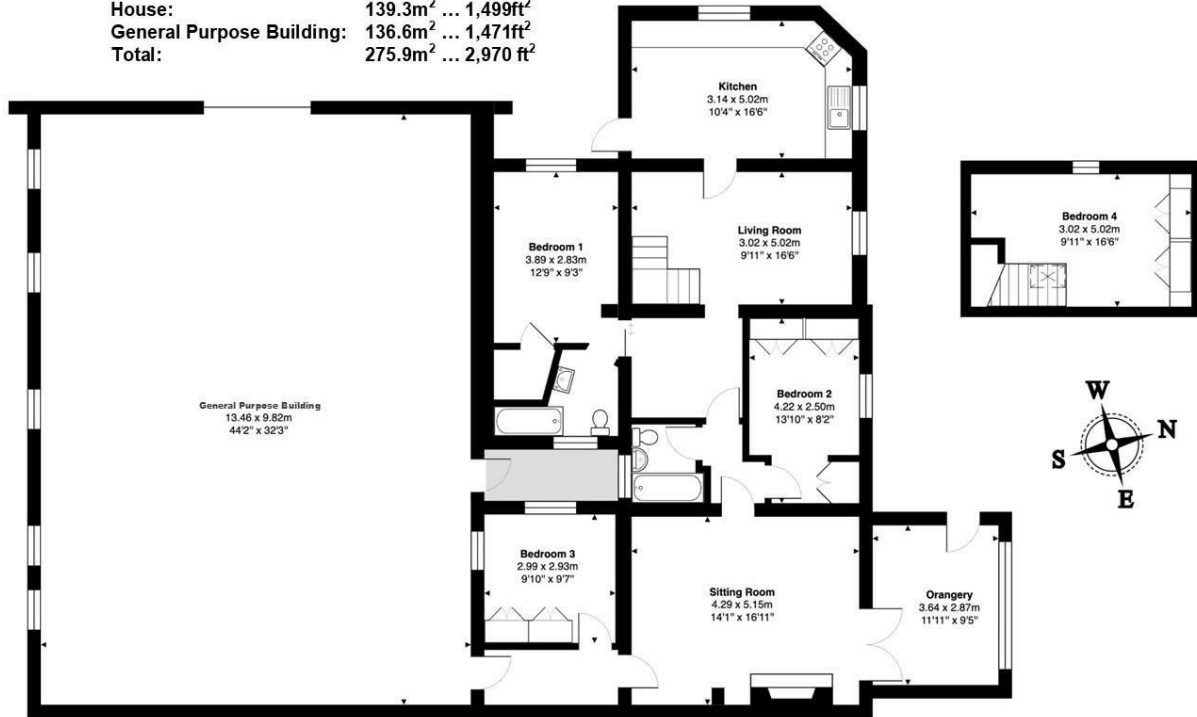 House: 139.3m² ... 1,499ft²
General Purpose Building: 136.6m² ... 1,471ft²
Total: 275.9m² ... 2,970 ft²
Kitchen
3.14 x 5.02m
10'4" x 16'6"
Bedroom 1
3.89 x 2.83m
12'9" x 9'3"
Living Room
3.02 x 5.02m
9'11" x 16'6"
Bedroom 4
3.02 x 5.02m
9'11" x 16'6"
General Purpose Building
13.46 x 9.82m
44'2" x 32'3"
Bedroom 2
4.22 x 2.50m
13'10" x 8'2"
W
N
S
E
Bedroom 3
2.99 x 2.93m
9'10" x 9'7"
Sitting Room
4.29 x 5.15m
14'1" x 16'11"
Orangery
3.64 x 2.87m
11'11" x 9'5"